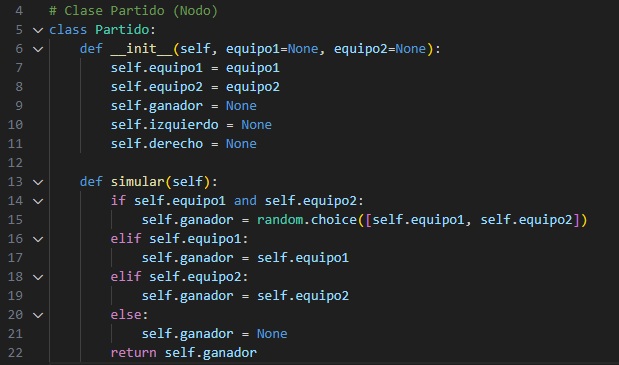 4 # Clase Partido (Nodo)
5 class Partido:
6     def __init__(self, equipo1=None, equipo2=None):
7         self.equipo1 = equipo1
8         self.equipo2 = equipo2
9         self.ganador = None
10         self.izquierdo = None
11         self.derecho = None
12
13     def simular(self):
14         if self.equipo1 and self.equipo2:
15             self.ganador = random.choice([self.equipo1, self.equipo2])
16         elif self.equipo1:
17             self.ganador = self.equipo1
18         elif self.equipo2:
19             self.ganador = self.equipo2
20         else:
21             self.ganador = None
22         return self.ganador